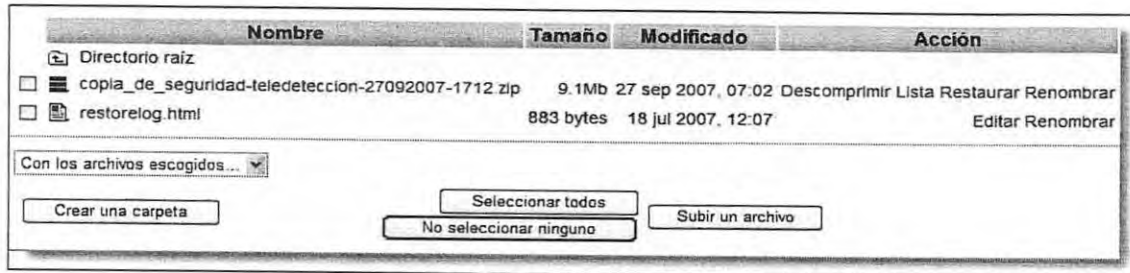 Nombre Tamaño Modificado Acción
Directorio raíz
copia_de_seguridad-teledeteccion-27092007-1712.zip 9.1Mb 27 sep 2007, 07:02 Descomprimir Lista Restaurar Renombrar
restorelog.html 883 bytes 18 jul 2007, 12:07 Editar Renombrar
Con los archivos escogidos...
Seleccionar todos
Crear una carpeta No seleccionar ninguno Subir un archivo